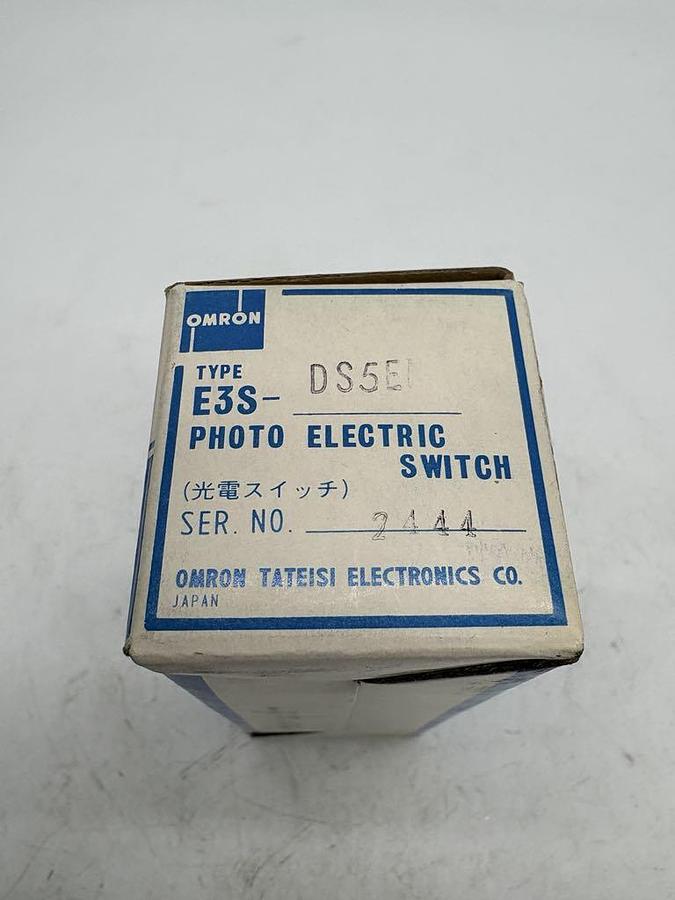 OMRON
TYPE
E3S- DS5E
PHOTO ELECTRIC
SWITCH
(光電スイッチ)
SER. NO. 2444
OMRON TATEISI ELECTRONICS CO.
JAPAN